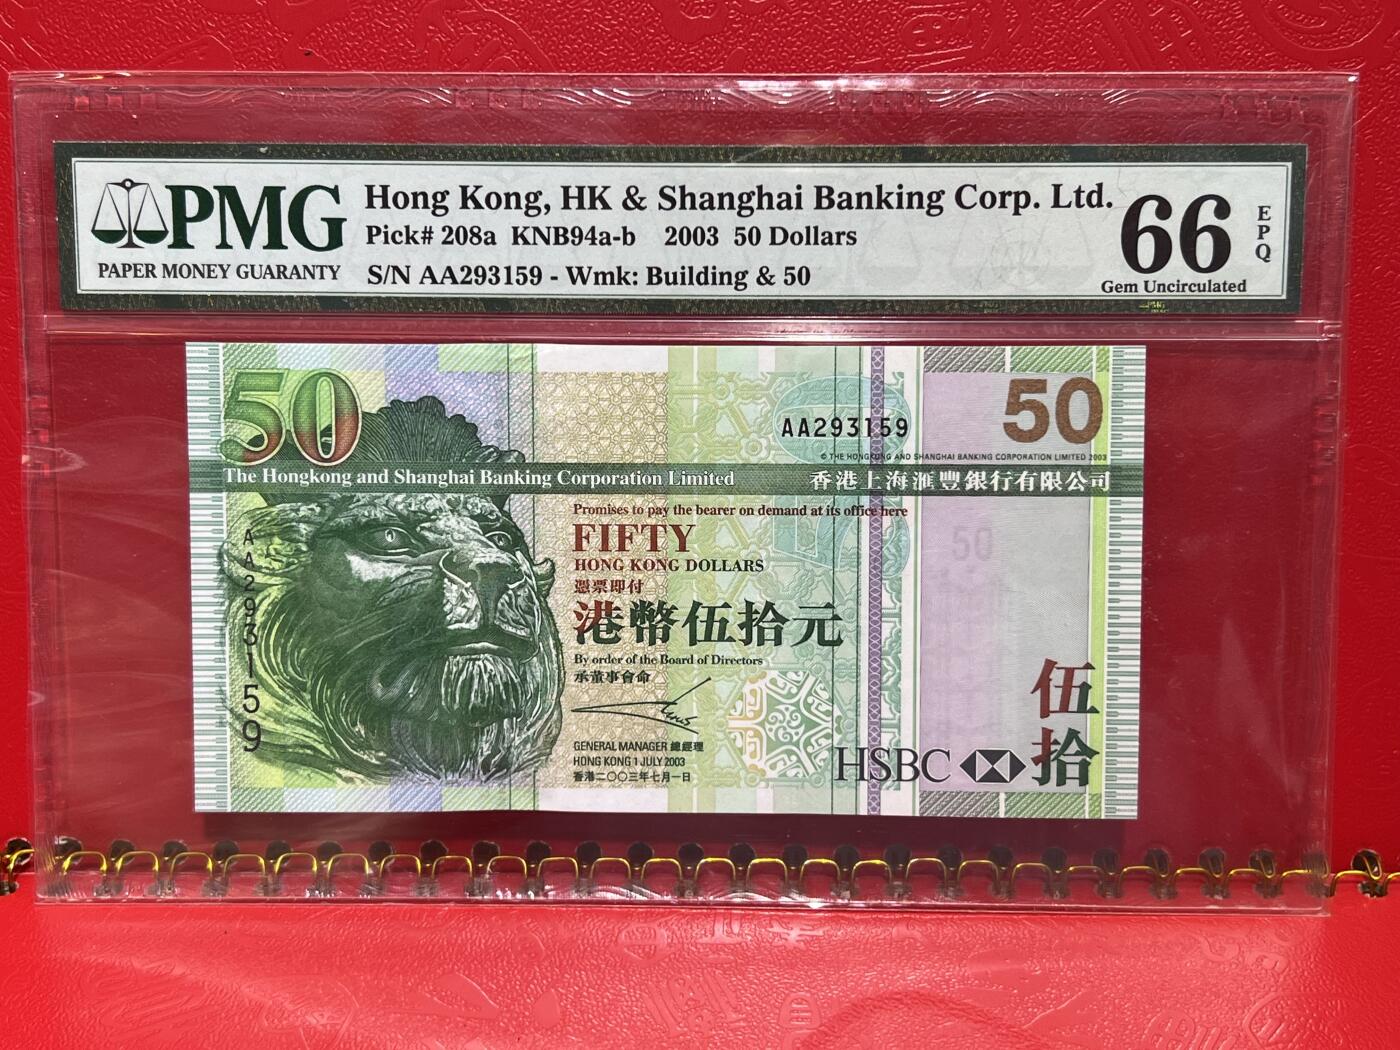 PMG
PAPER MONEY GUARANTY
Hong Kong, HK & Shanghai Banking Corp. Ltd.
Pick# 208a KNB94a-b 2003 50 Dollars
S/N AA293159 - Wmk: Building & 50
66
EPQ
Gem Uncirculated
50
50
AA293159
© THE HONGKONG AND SHANGHAI BANKING CORPORATION LIMITED 2003
The Hongkong and Shanghai Banking Corporation Limited
香港上海滙豐銀行有限公司
Promises to pay the bearer on demand at its office here
FIFTY
HONG KONG DOLLARS
憑票即付
港幣伍拾元
By order of the Board of Directors
承董事會命
GENERAL MANAGER 總經理
HONG KONG 1 JULY 2003
香港二〇〇三年七月一日
AA293159
50
伍拾
HSBC